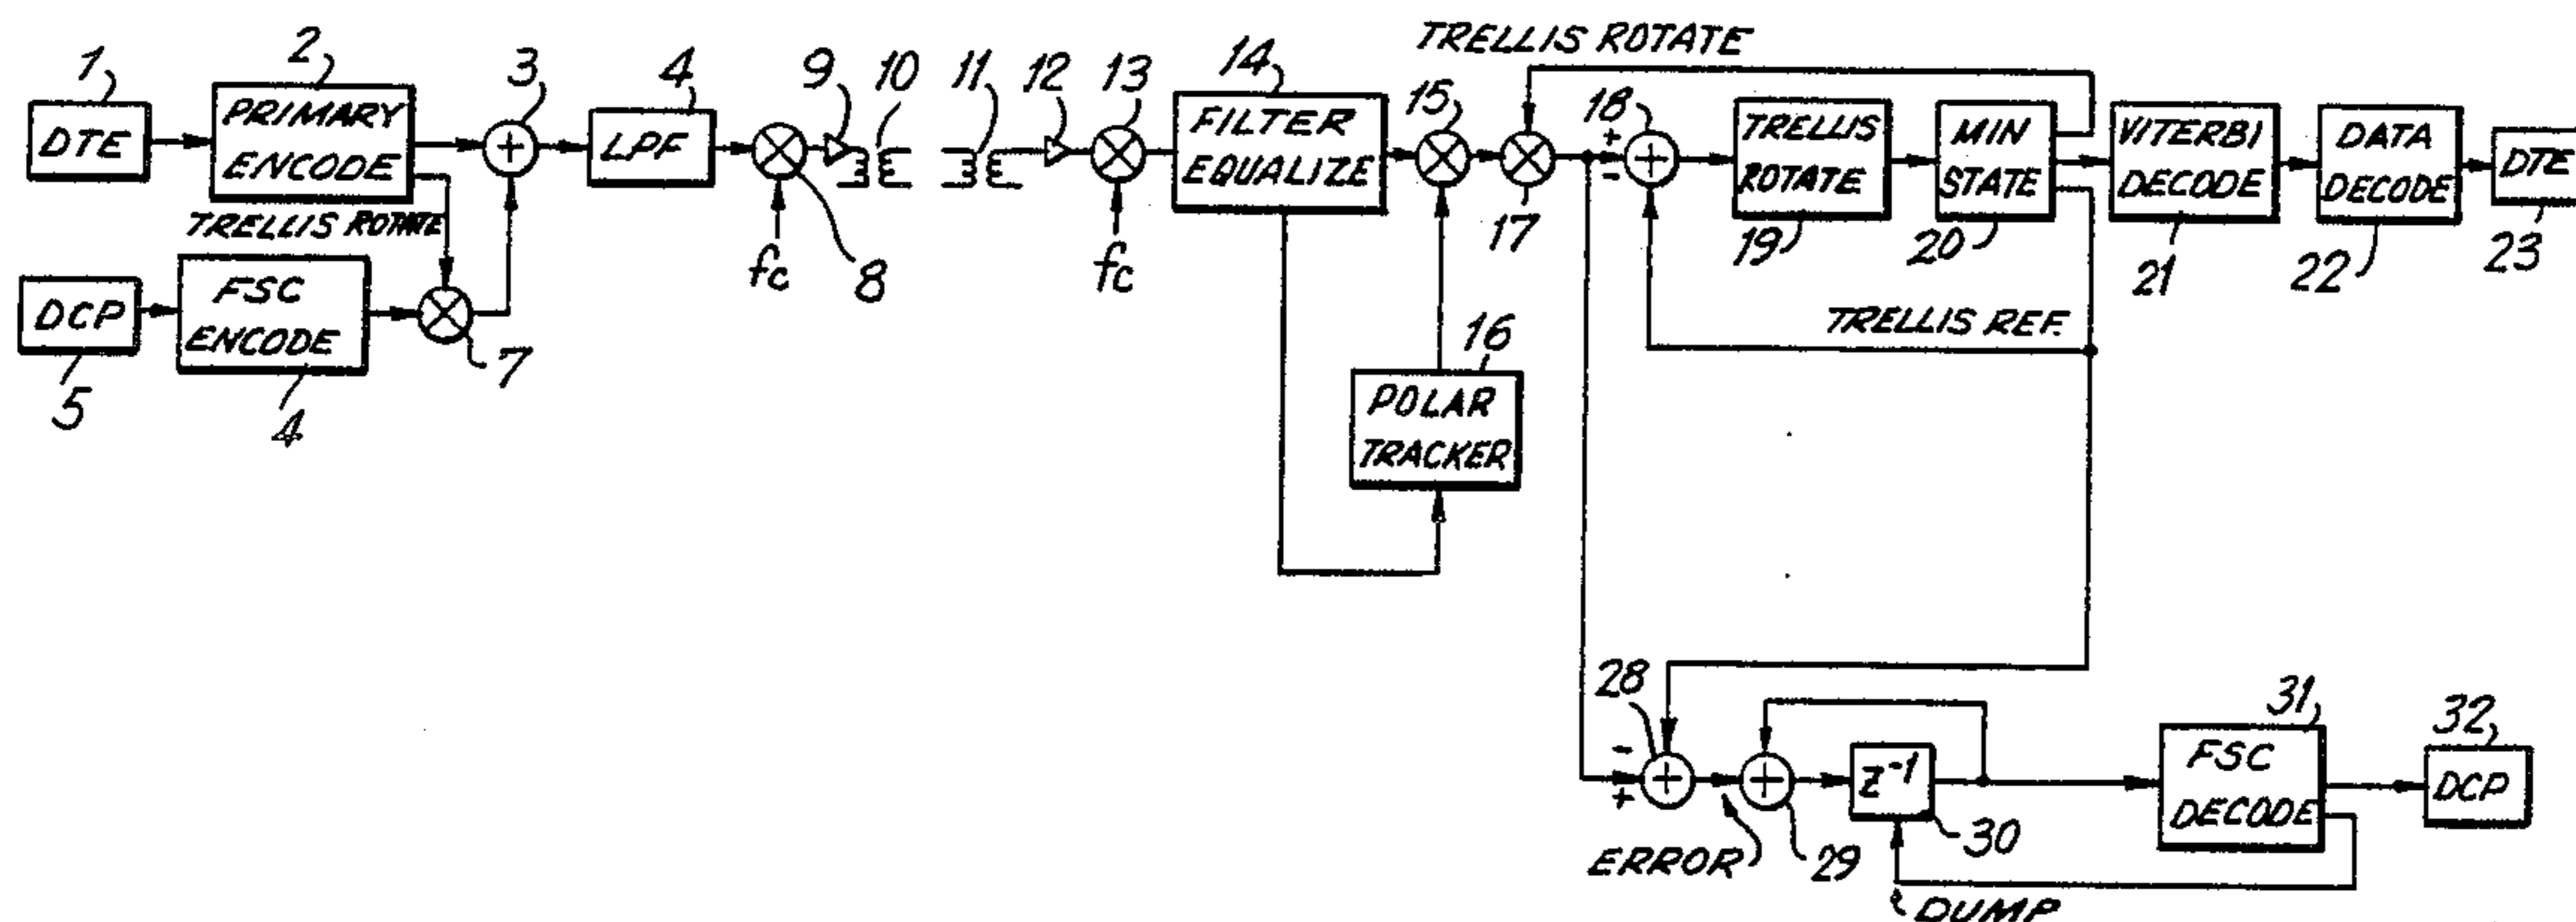 1
DTE
2
PRIMARY
ENCODE
3
4
LPF
9
10
11
12
13
8
fc
fc
TRELLIS ROTATE
5
DCP
4
FSC
ENCODE
7
14
FILTER
EQUALIZE
15
16
POLAR
TRACKER
TRELLIS ROTATE
17
18
+
-
19
TRELLIS
ROTATE
20
MIN
STATE
21
VITERBI
DECODE
22
DATA
DECODE
23
DTE
TRELLIS REF.
28
-
+
ERROR
29
30
Z-1
31
FSC
DECODE
32
DCP
DUMP